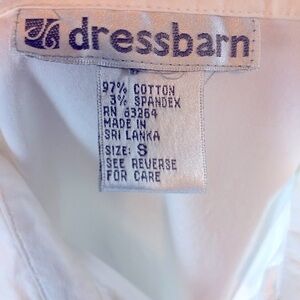 dressbarn
97% COTTON
3% SPANDEX
RN 63264
MADE IN
SRI LANKA
SIZE: S
SEE REVERSE
FOR CARE